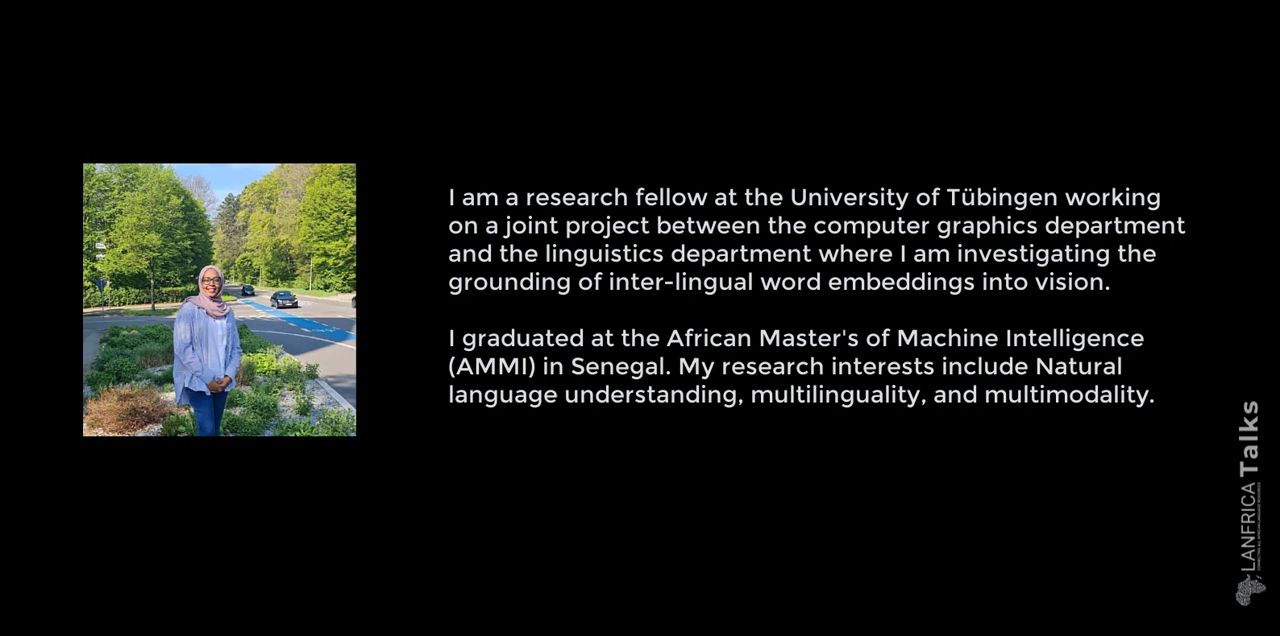 I am a research fellow at the University of Tübingen working
on a joint project between the computer graphics department
and the linguistics department where I am investigating the
grounding of inter-lingual word embeddings into vision.
I graduated at the African Master's of Machine Intelligence
(AMMI) in Senegal. My research interests include Natural
language understanding, multilinguality, and multimodality.
LANFRICA Talks